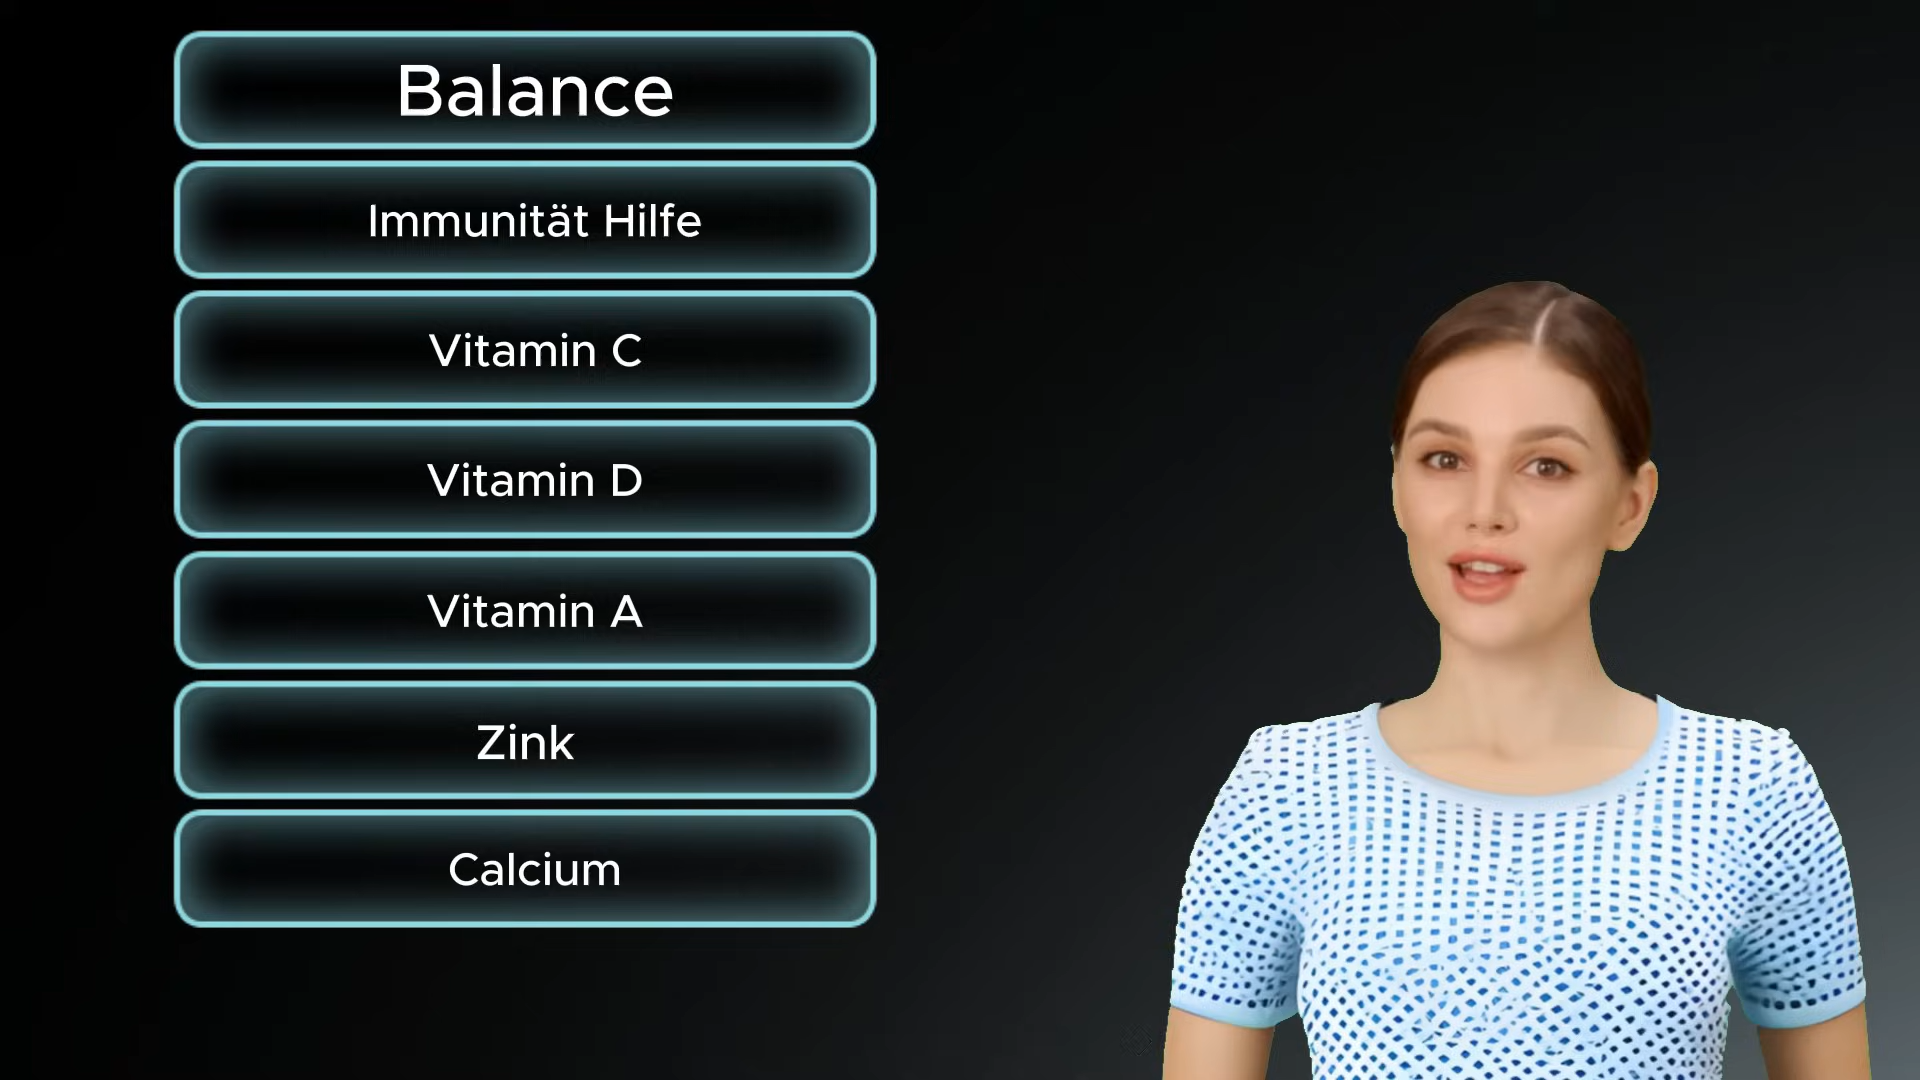 Balance
Immunität Hilfe
Vitamin C
Vitamin D
Vitamin A
Zink
Calcium